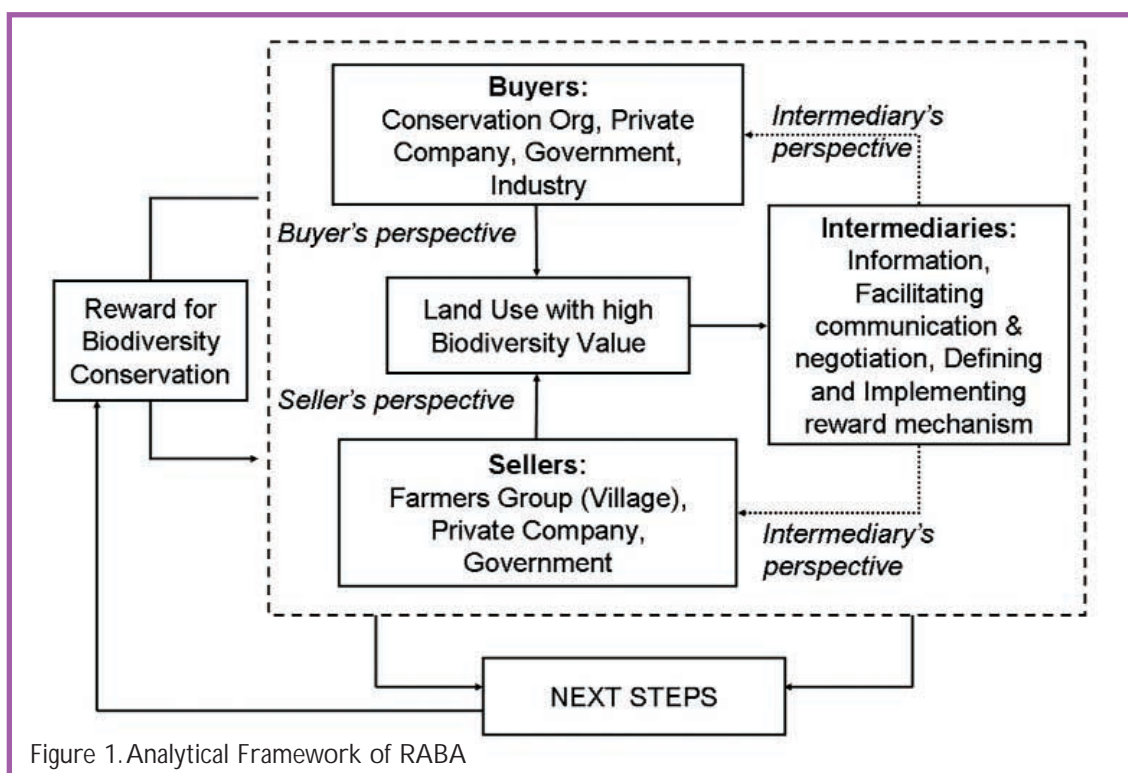 Buyers:
Conservation Org, Private
Company, Government,
Industry
Intermediary's
perspective
Buyer's perspective
Intermediaries:
Information,
Facilitating
communication &
negotiation, Defining
and Implementing
reward mechanism
Reward for
Biodiversity
Conservation
Land Use with high
Biodiversity Value
Seller's perspective
Sellers:
Farmers Group (Village),
Private Company,
Government
Intermediary's
perspective
NEXT STEPS
Figure 1. Analytical Framework of RABA